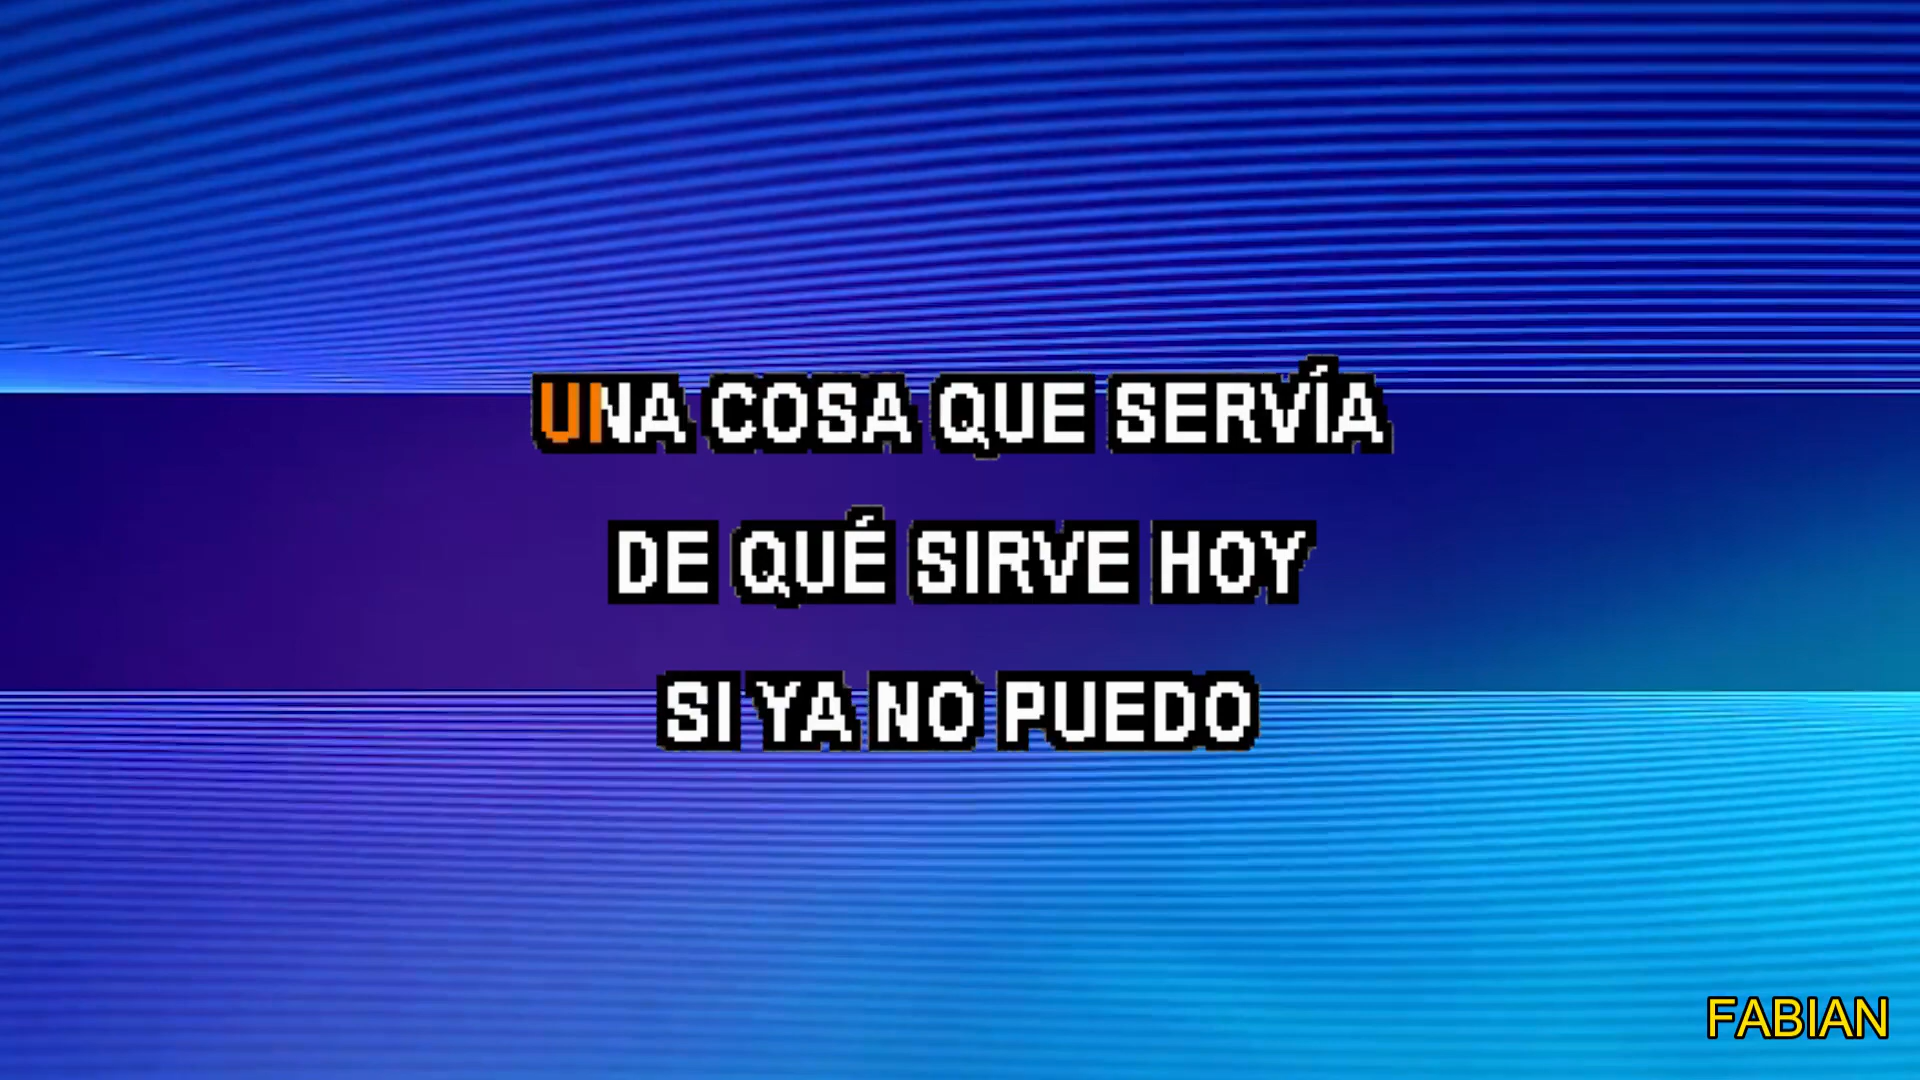 UNA COSA QUE SERVÍA
DE QUÉ SIRVE HOY
SI YA NO PUEDO
FABIAN